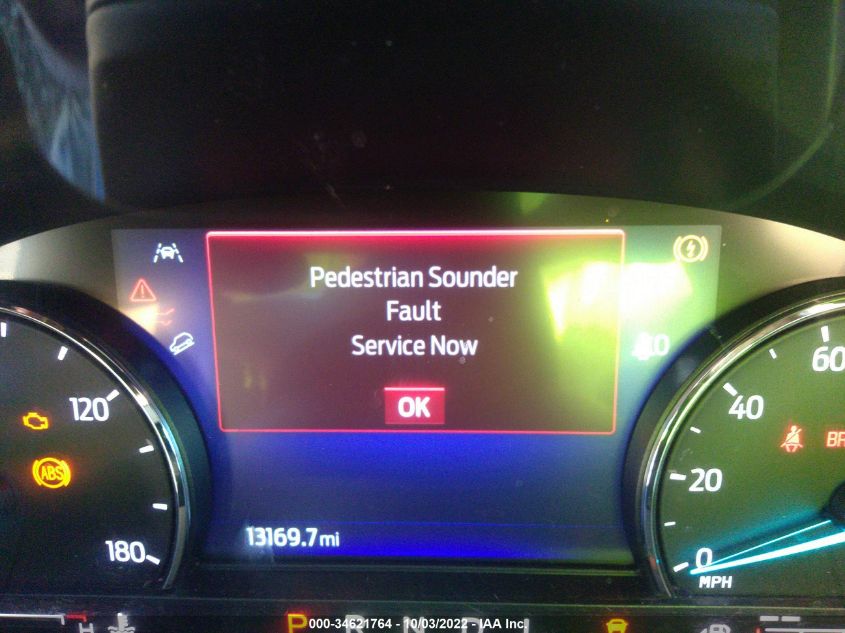 Pedestrian Sounder
Fault
Service Now
OK
120
180
ABS
13169.7 mi
60
40
20
0
MPH
H
P R N D L
000-34621764 - 10/03/2022 - IAA Inc.